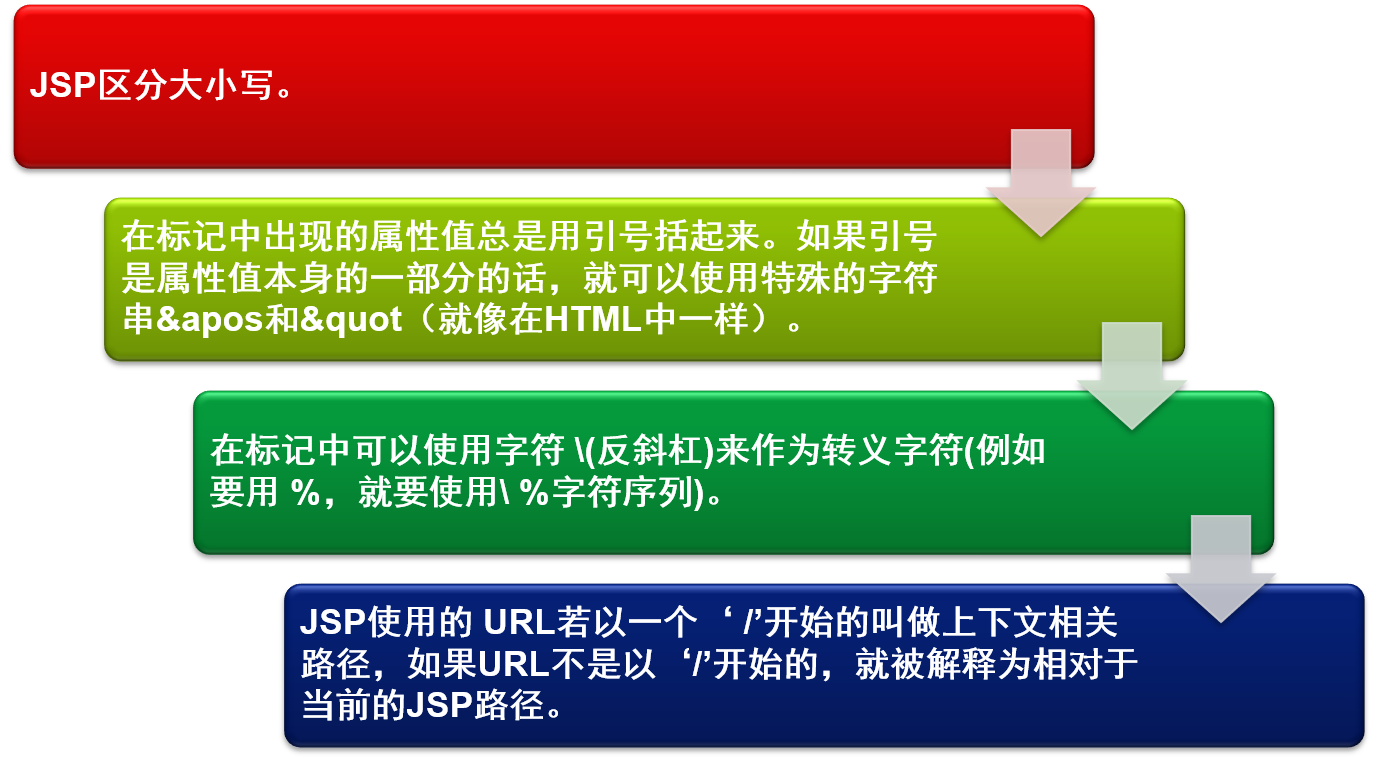 JSP区分大小写。
在标记中出现的属性值总是用引号括起来。如果引号
是属性值本身的一部分的话，就可以使用特殊的字符
串&apos和&quot（就像在HTML中一样）。
在标记中可以使用字符 \(反斜杠)来作为转义字符(例如
要用 %，就要使用\ %字符序列)。
JSP使用的 URL若以一个‘ /’开始的叫做上下文相关
路径，如果URL不是以‘/’开始的，就被解释为相对于
当前的JSP路径。